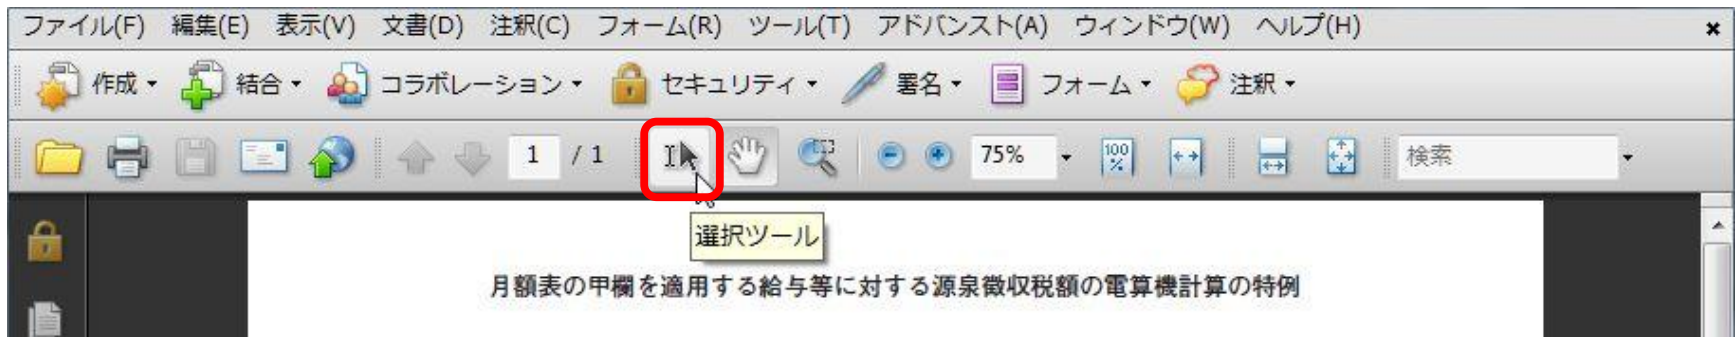 ファイル(F) 編集(E) 表示(V) 文書(D) 注釈(C) フォーム(R) ツール(T) アドバンスト(A) ウィンドウ(W) ヘルプ(H)
作成 結合 コラボレーション セキュリティ 署名 フォーム 注釈
1 / 1 75% 100% 検索
選択ツール
月額表の甲欄を適用する給与等に対する源泉徴収税額の電算機計算の特例